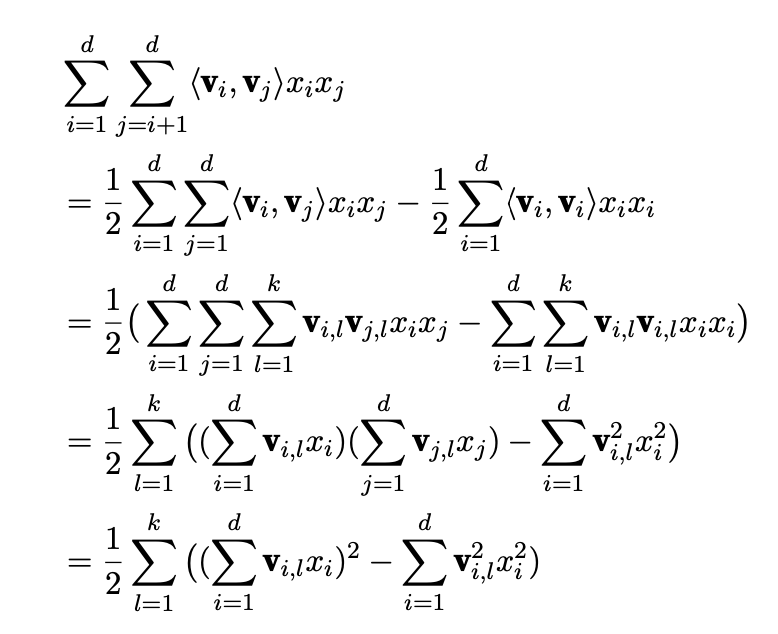 \sum_{i=1}^{d} \sum_{j=i+1}^{d} \langle \mathbf{v}_i, \mathbf{v}_j \rangle x_i x_j
= \frac{1}{2} \sum_{i=1}^{d} \sum_{j=1}^{d} \langle \mathbf{v}_i, \mathbf{v}_j \rangle x_i x_j - \frac{1}{2} \sum_{i=1}^{d} \langle \mathbf{v}_i, \mathbf{v}_i \rangle x_i x_i
= \frac{1}{2} \big( \sum_{i=1}^{d} \sum_{j=1}^{d} \sum_{l=1}^{k} \mathbf{v}_{i,l} \mathbf{v}_{j,l} x_i x_j - \sum_{i=1}^{d} \sum_{l=1}^{k} \mathbf{v}_{i,l} \mathbf{v}_{i,l} x_i x_i \big)
= \frac{1}{2} \sum_{l=1}^{k} \big( (\sum_{i=1}^{d} \mathbf{v}_{i,l} x_i) (\sum_{j=1}^{d} \mathbf{v}_{j,l} x_j) - \sum_{i=1}^{d} \mathbf{v}_{i,l}^2 x_i^2 \big)
= \frac{1}{2} \sum_{l=1}^{k} \big( (\sum_{i=1}^{d} \mathbf{v}_{i,l} x_i)^2 - \sum_{i=1}^{d} \mathbf{v}_{i,l}^2 x_i^2 )